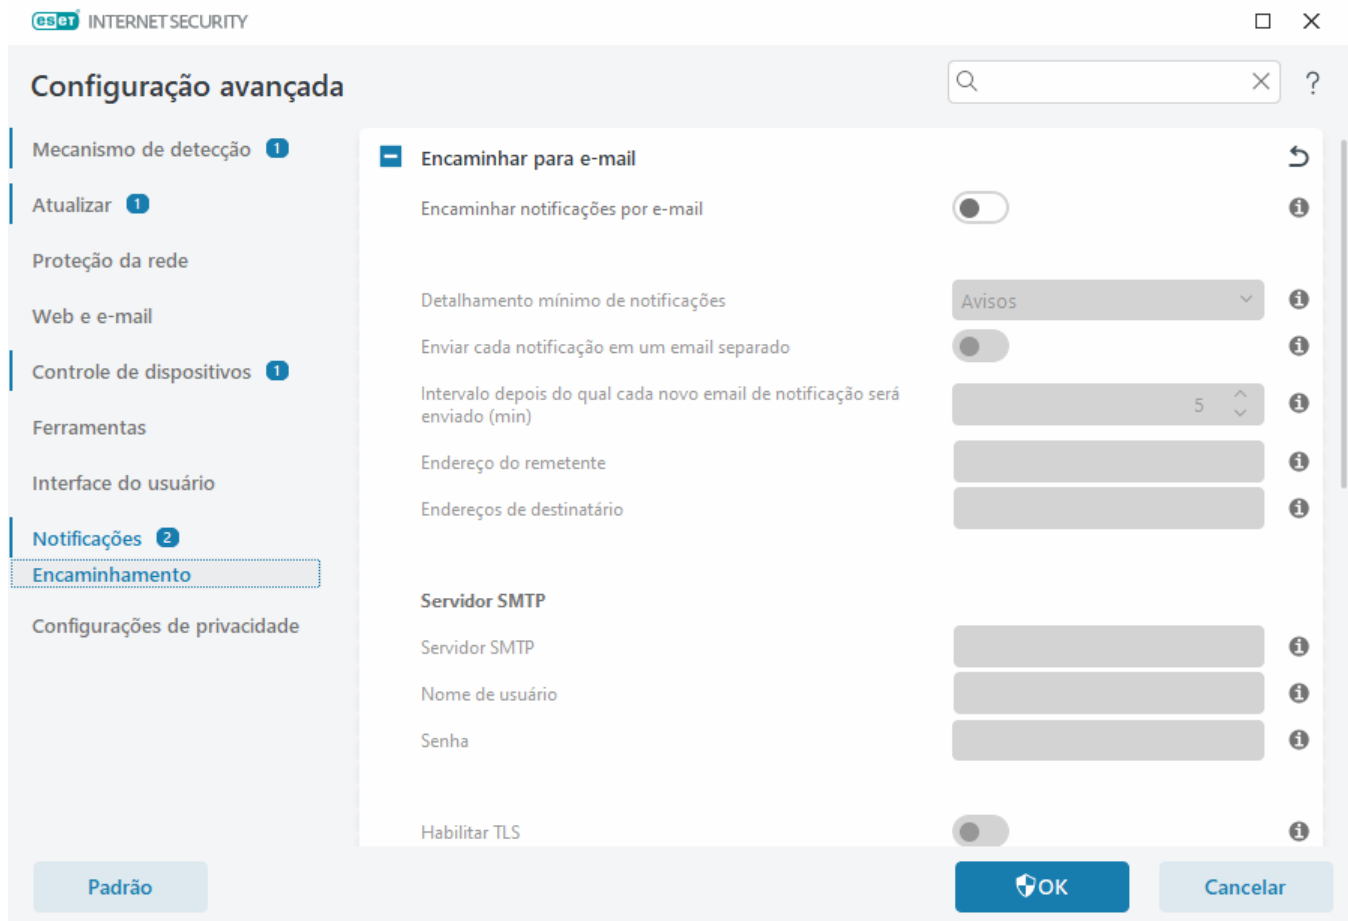 eseT INTERNET SECURITY
Configuração avançada
?
Mecanismo de detecção 1
Atualizar 1
Proteção da rede
Web e e-mail
Controle de dispositivos 1
Ferramentas
Interface do usuário
Notificações 2
Encaminhamento
Configurações de privacidade
Encaminhar para e-mail
Encaminhar notificações por e-mail
Detalhamento mínimo de notificações
Avisos
Enviar cada notificação em um email separado
Intervalo depois do qual cada novo email de notificação será
enviado (min)
5
Endereço do remetente
Endereços de destinatário
Servidor SMTP
Servidor SMTP
Nome de usuário
Senha
Habilitar TLS
Padrão
OK
Cancelar